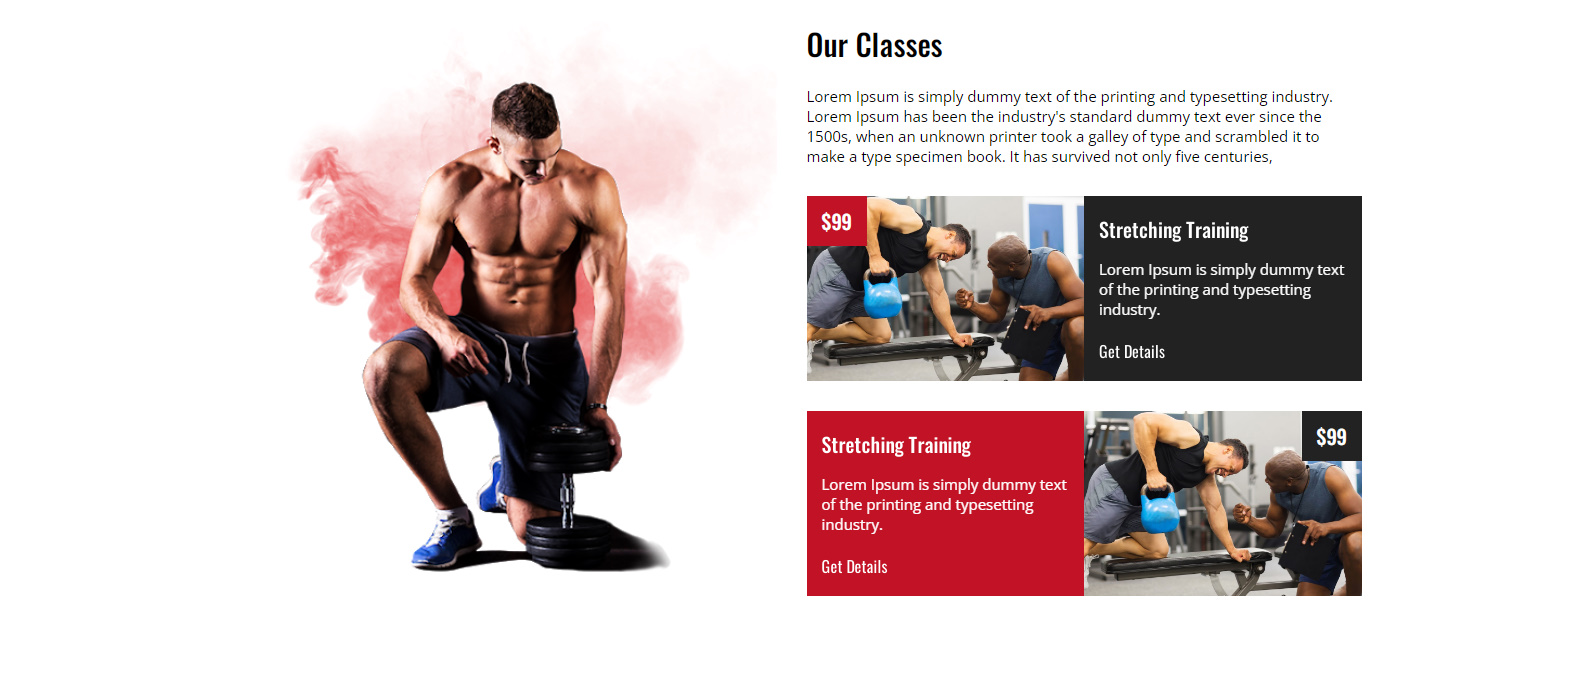 Our Classes
Lorem Ipsum is simply dummy text of the printing and typesetting industry.
Lorem Ipsum has been the industry's standard dummy text ever since the
1500s, when an unknown printer took a galley of type and scrambled it to
make a type specimen book. It has survived not only five centuries,
$99
Stretching Training
Lorem Ipsum is simply dummy text
of the printing and typesetting
industry.
Get Details
Stretching Training
Lorem Ipsum is simply dummy text
of the printing and typesetting
industry.
Get Details
$99